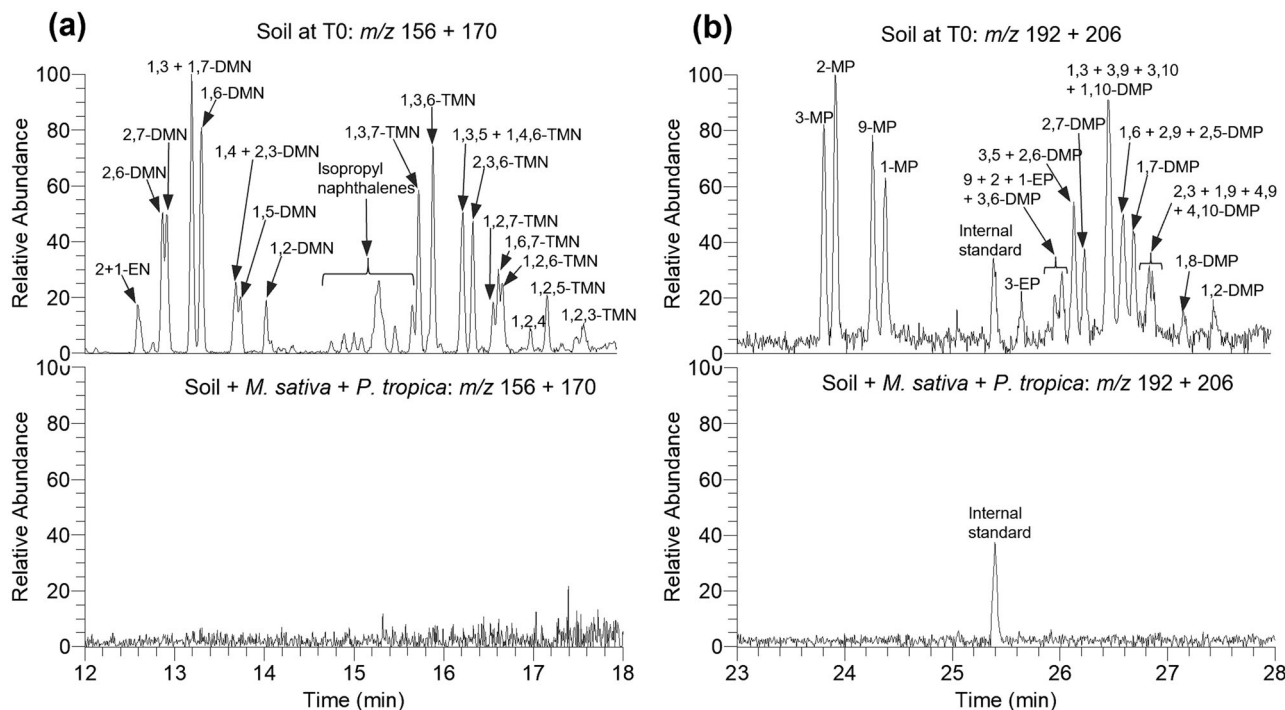 (a)
Soil at T0: m/z 156 + 170
Relative Abundance
100
80
60
40
20
0
2+1-EN
2,6-DMN
2,7-DMN
1,3 + 1,7-DMN
1,6-DMN
1,4 + 2,3-DMN
1,5-DMN
1,2-DMN
Isopropyl
naphthalenes
1,3,7-TMN
1,3,6-TMN
1,3,5 + 1,4,6-TMN
2,3,6-TMN
1,2,7-TMN
1,6,7-TMN
1,2,6-TMN
1,2,4
1,2,5-TMN
1,2,3-TMN
Soil + M. sativa + P. tropica: m/z 156 + 170
Relative Abundance
100
80
60
40
20
0
12 13 14 15 16 17 18
Time (min)
(b)
Soil at T0: m/z 192 + 206
Relative Abundance
100
80
60
40
20
0
3-MP
2-MP
9-MP
1-MP
Internal
standard
3-EP
9 + 2 + 1-EP
+ 3,6-DMP
3,5 + 2,6-DMP
2,7-DMP
1,3 + 3,9 + 3,10
+ 1,10-DMP
1,6 + 2,9 + 2,5-DMP
1,7-DMP
2,3 + 1,9 + 4,9
+ 4,10-DMP
1,8-DMP
1,2-DMP
Soil + M. sativa + P. tropica: m/z 192 + 206
Relative Abundance
100
80
60
40
20
0
Internal
standard
23 24 25 26 27 28
Time (min)